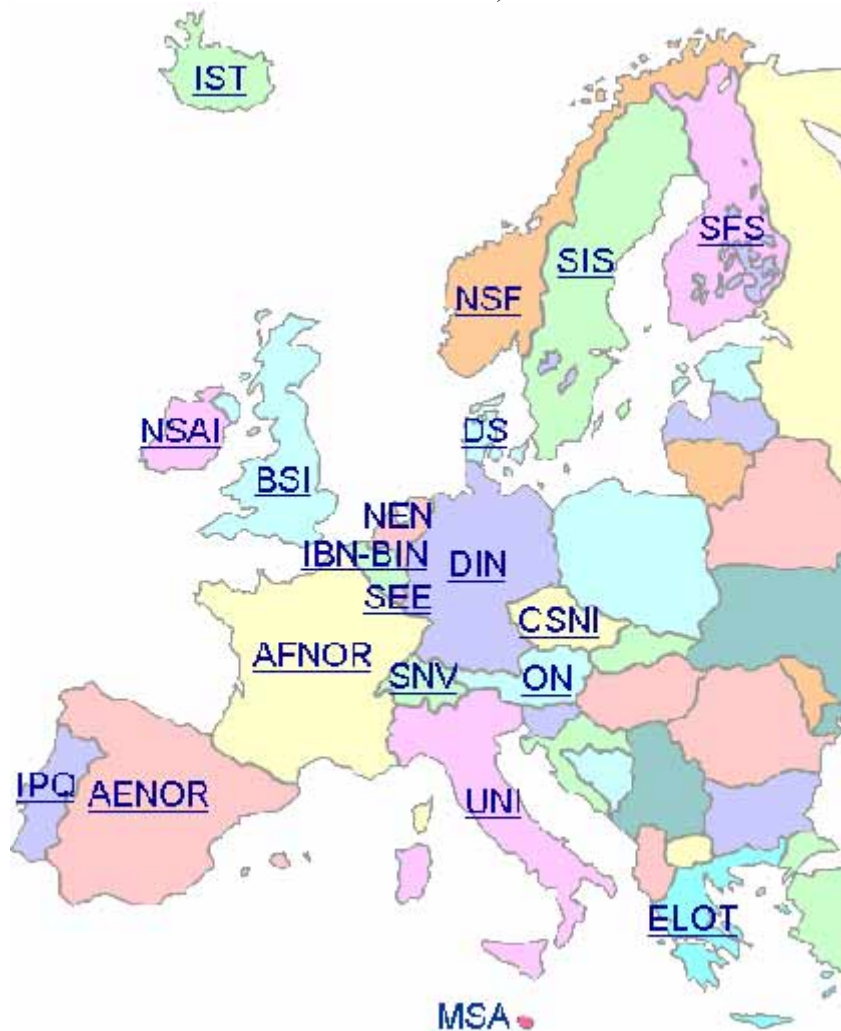 IST
SFS
SIS
NSF
NSAI
DS
BSI
NEN
IBN-BIN
DIN
SEE
CSNI
AFNOR
SNV
ON
IPQ
AENOR
UNI
ELOT
MSA